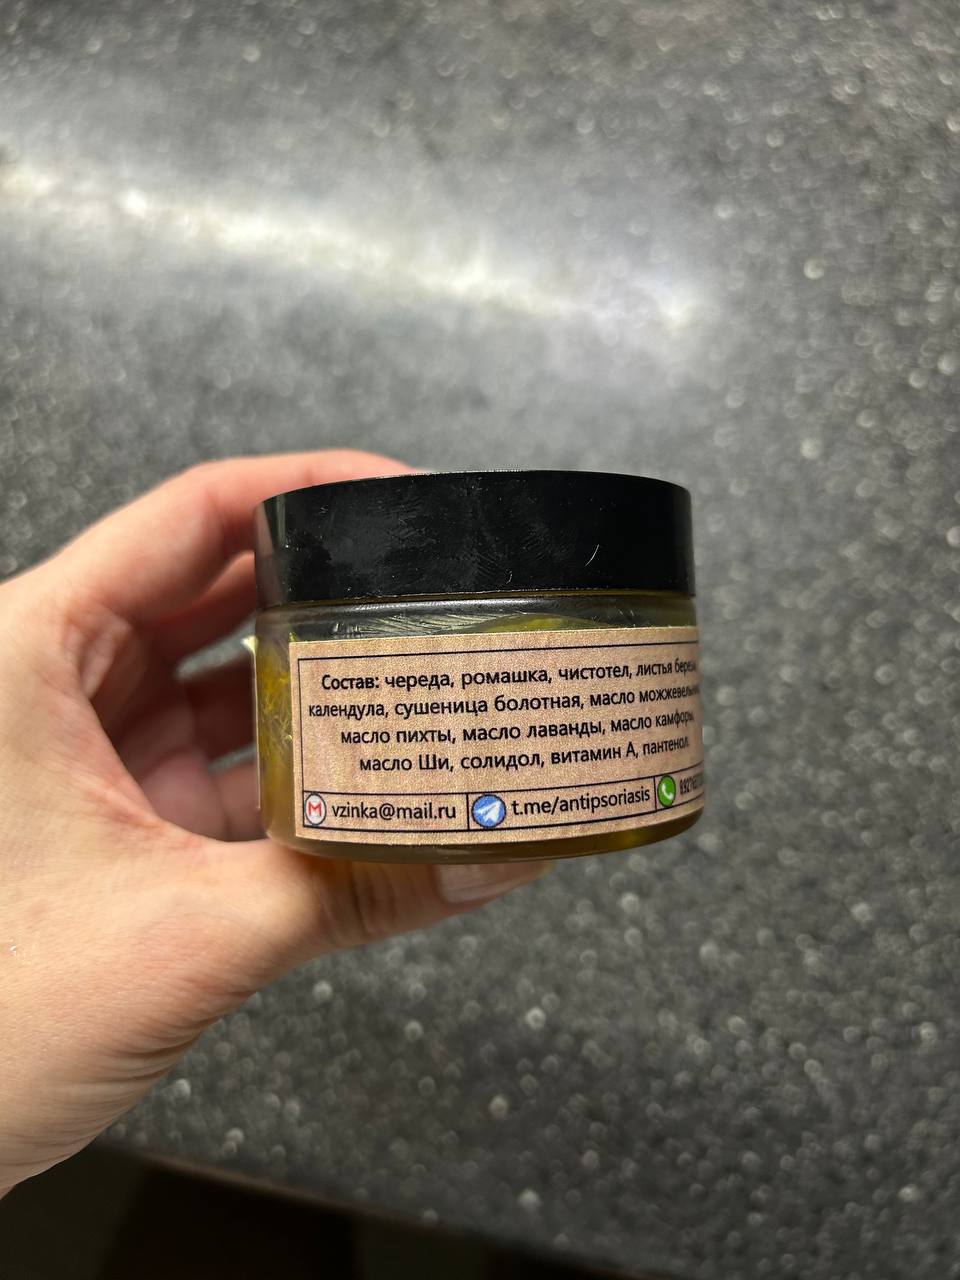 Состав: череда, ромашка, чистотел, листья
календула, сушеница болотная, масло
масло пихты, масло лаванды, масло камфоры,
масло Ши, солидол, витамин А, пантенол.
vzinka@mail.ru t.me/antipsoriasis